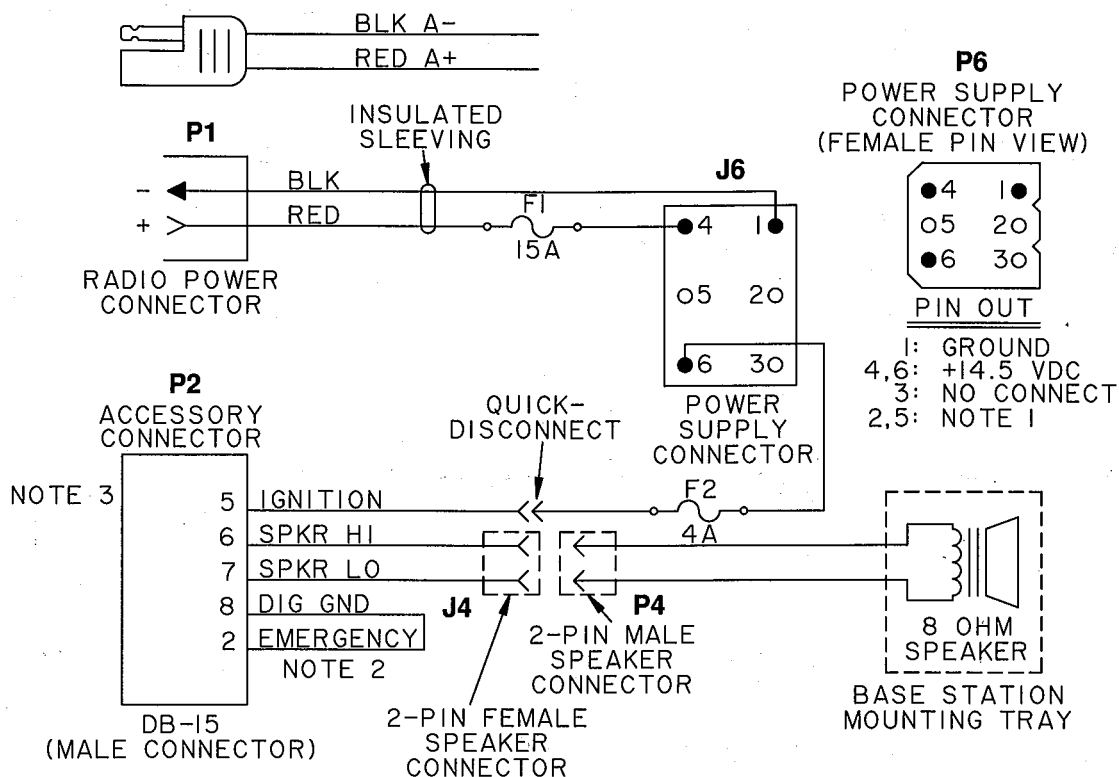 BLK A-
RED A+
P1
INSULATED
SLEEVING
- BLK
+ RED
F1
15A
RADIO POWER
CONNECTOR
J6
4 1
5 2
6 3
POWER
SUPPLY
CONNECTOR
P6
POWER SUPPLY
CONNECTOR
(FEMALE PIN VIEW)
4 1
5 2
6 3
PIN OUT
1: GROUND
4,6: +14.5 VDC
3: NO CONNECT
2,5: NOTE 1
P2
ACCESSORY
CONNECTOR
NOTE 3
5 IGNITION
6 SPKR HI
7 SPKR LO
8 DIG GND
2 EMERGENCY
NOTE 2
DB-15
(MALE CONNECTOR)
QUICK-
DISCONNECT
F2
4A
J4
2-PIN FEMALE
SPEAKER
CONNECTOR
P4
2-PIN MALE
SPEAKER
CONNECTOR
8 OHM
SPEAKER
BASE STATION
MOUNTING TRAY